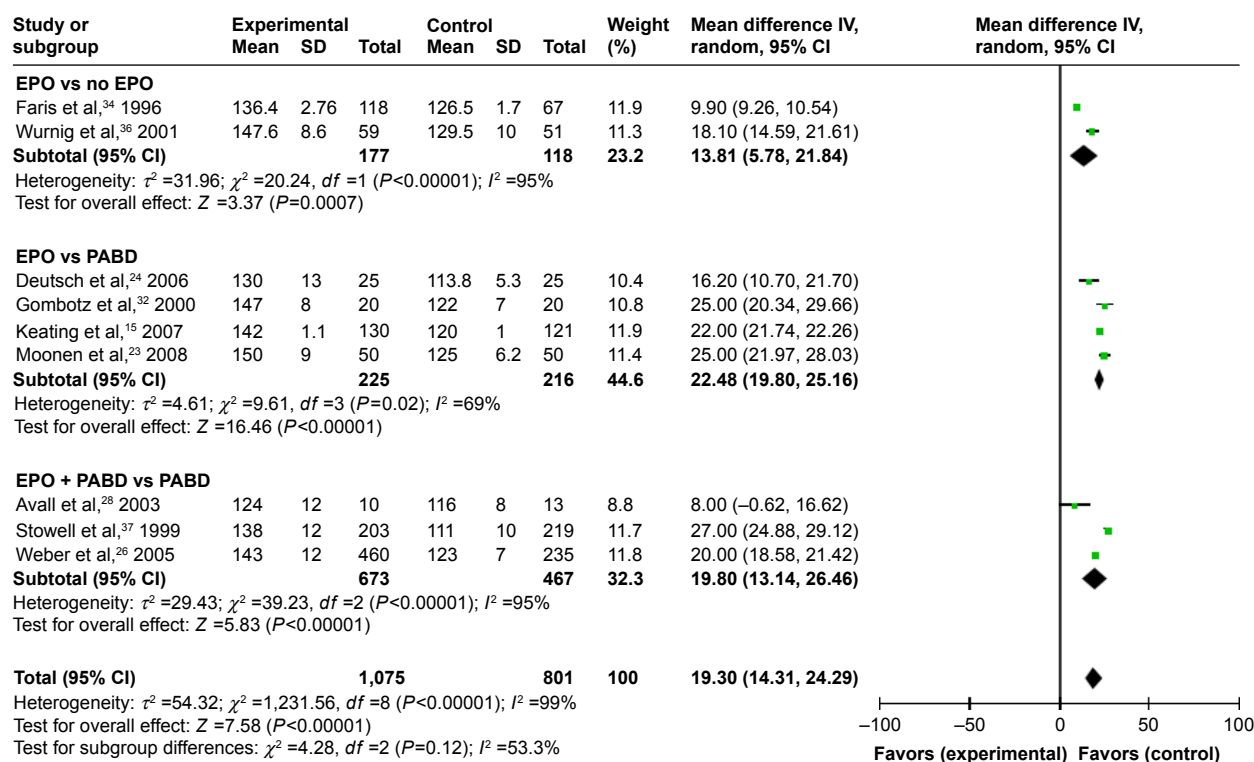 Study or Experimental Control Weight Mean difference IV, Mean difference IV,
subgroup Mean SD Total Mean SD Total (%) random, 95% CI random, 95% CI
EPO vs no EPO
Faris et al,³⁴ 1996 136.4 2.76 118 126.5 1.7 67 11.9 9.90 (9.26, 10.54)
Wurnig et al,³⁶ 2001 147.6 8.6 59 129.5 10 51 11.3 18.10 (14.59, 21.61)
Subtotal (95% CI) 177 118 23.2 13.81 (5.78, 21.84)
Heterogeneity: τ² =31.96; χ² =20.24, df =1 (P<0.00001); I² =95%
Test for overall effect: Z =3.37 (P=0.0007)
EPO vs PABD
Deutsch et al,²⁴ 2006 130 13 25 113.8 5.3 25 10.4 16.20 (10.70, 21.70)
Gombotz et al,³² 2000 147 8 20 122 7 20 10.8 25.00 (20.34, 29.66)
Keating et al,¹⁵ 2007 142 1.1 130 120 1 121 11.9 22.00 (21.74, 22.26)
Moonen et al,²³ 2008 150 9 50 125 6.2 50 11.4 25.00 (21.97, 28.03)
Subtotal (95% CI) 225 216 44.6 22.48 (19.80, 25.16)
Heterogeneity: τ² =4.61; χ² =9.61, df =3 (P=0.02); I² =69%
Test for overall effect: Z =16.46 (P<0.00001)
EPO + PABD vs PABD
Avall et al,²⁸ 2003 124 12 10 116 8 13 8.8 8.00 (–0.62, 16.62)
Stowell et al,³⁷ 1999 138 12 203 111 10 219 11.7 27.00 (24.88, 29.12)
Weber et al,²⁶ 2005 143 12 460 123 7 235 11.8 20.00 (18.58, 21.42)
Subtotal (95% CI) 673 467 32.3 19.80 (13.14, 26.46)
Heterogeneity: τ² =29.43; χ² =39.23, df =2 (P<0.00001); I² =95%
Test for overall effect: Z =5.83 (P<0.00001)
Total (95% CI) 1,075 801 100 19.30 (14.31, 24.29)
Heterogeneity: τ² =54.32; χ² =1,231.56, df =8 (P<0.00001); I² =99%
Test for overall effect: Z =7.58 (P<0.00001)
Test for subgroup differences: χ² =4.28, df =2 (P=0.12); I² =53.3%
–100 –50 0 50 100
Favors (experimental) Favors (control)